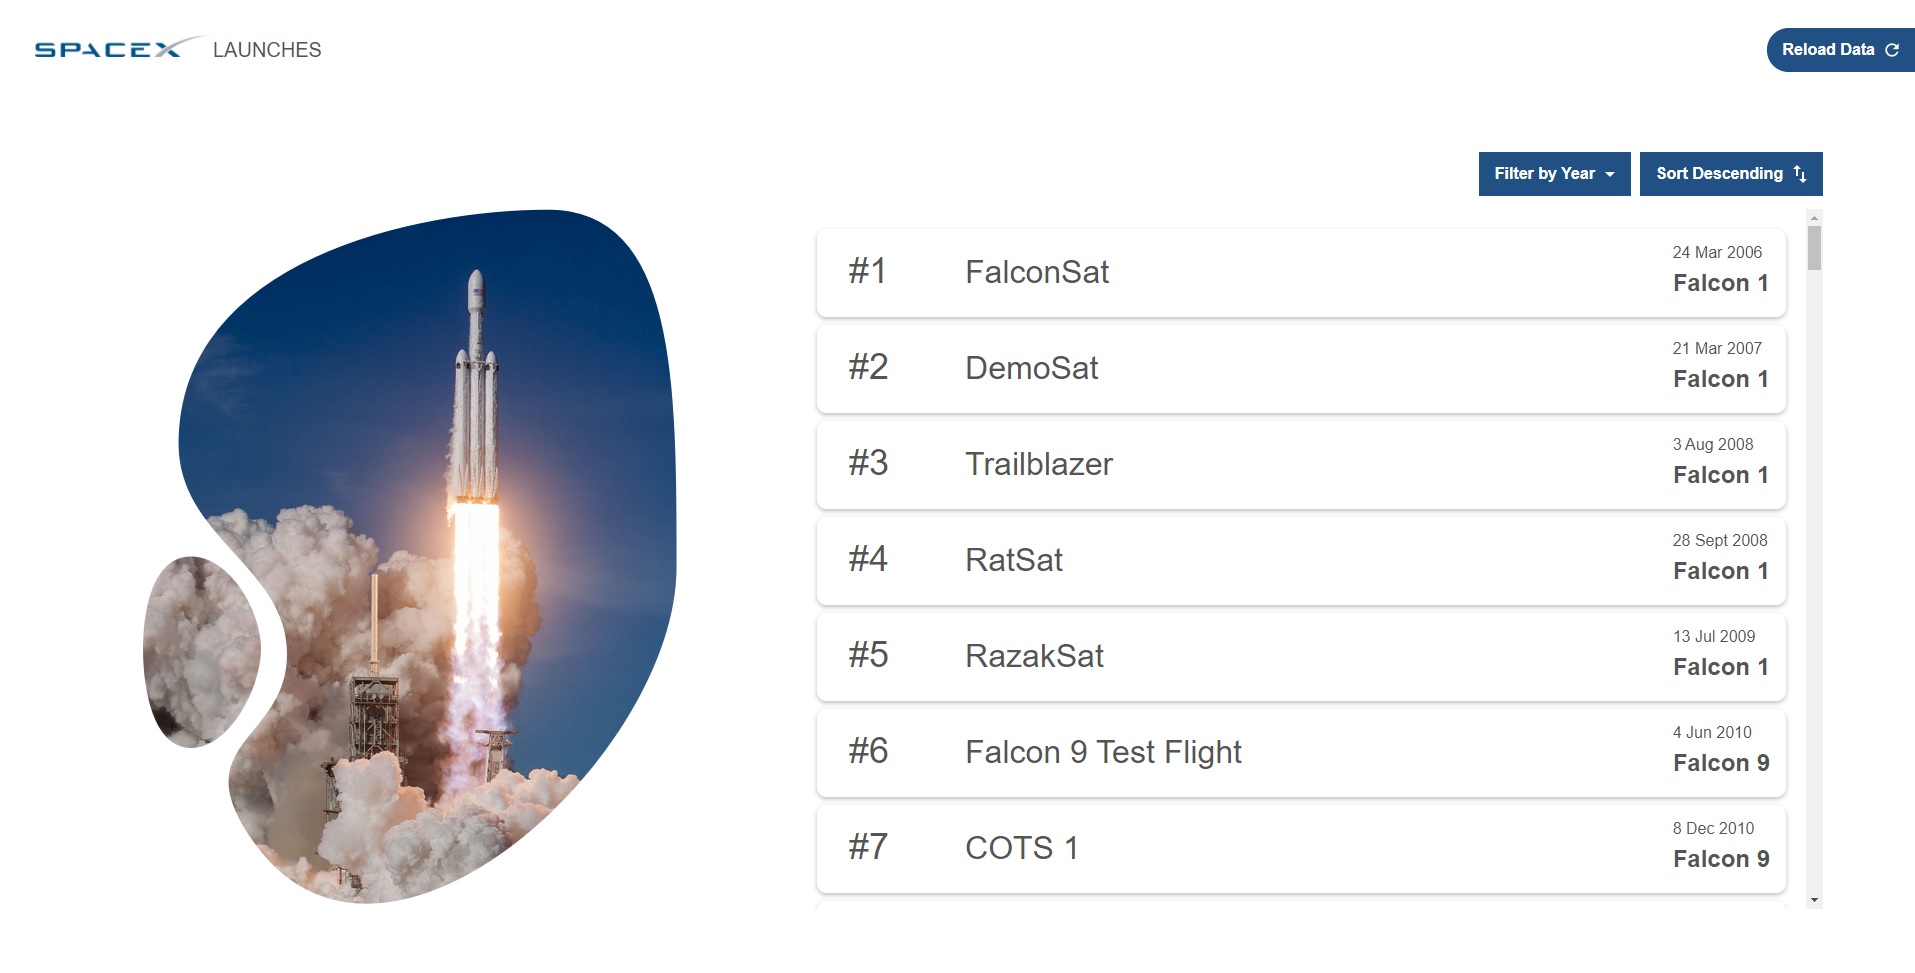 SPACEX LAUNCHES
Reload Data
Filter by Year
Sort Descending
#1
FalconSat
24 Mar 2006
Falcon 1
#2
DemoSat
21 Mar 2007
Falcon 1
#3
Trailblazer
3 Aug 2008
Falcon 1
#4
RatSat
28 Sept 2008
Falcon 1
#5
RazakSat
13 Jul 2009
Falcon 1
#6
Falcon 9 Test Flight
4 Jun 2010
Falcon 9
#7
COTS 1
8 Dec 2010
Falcon 9